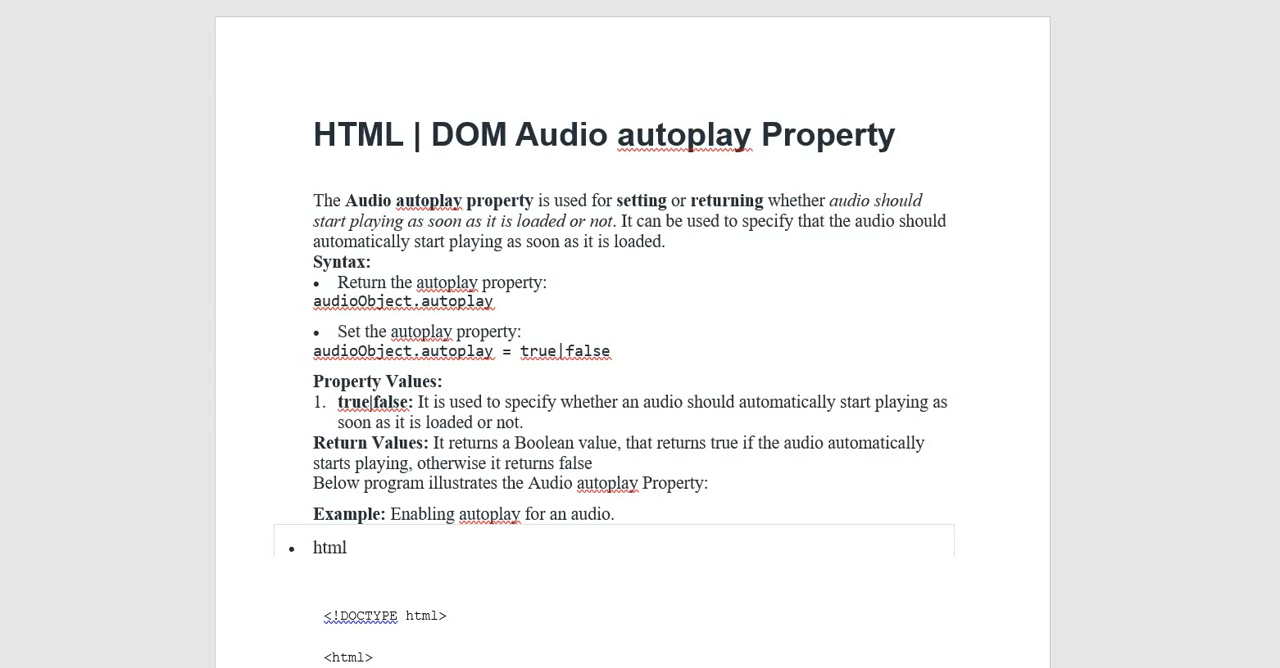 HTML | DOM Audio autoplay Property
The Audio autoplay property is used for setting or returning whether audio should
start playing as soon as it is loaded or not. It can be used to specify that the audio should
automatically start playing as soon as it is loaded.
Syntax:
• Return the autoplay property:
audioObject.autoplay
• Set the autoplay property:
audioObject.autoplay = true|false
Property Values:
1. true|false: It is used to specify whether an audio should automatically start playing as
soon as it is loaded or not.
Return Values: It returns a Boolean value, that returns true if the audio automatically
starts playing, otherwise it returns false
Below program illustrates the Audio autoplay Property:
Example: Enabling autoplay for an audio.
• html
<!DOCTYPE html>
<html>